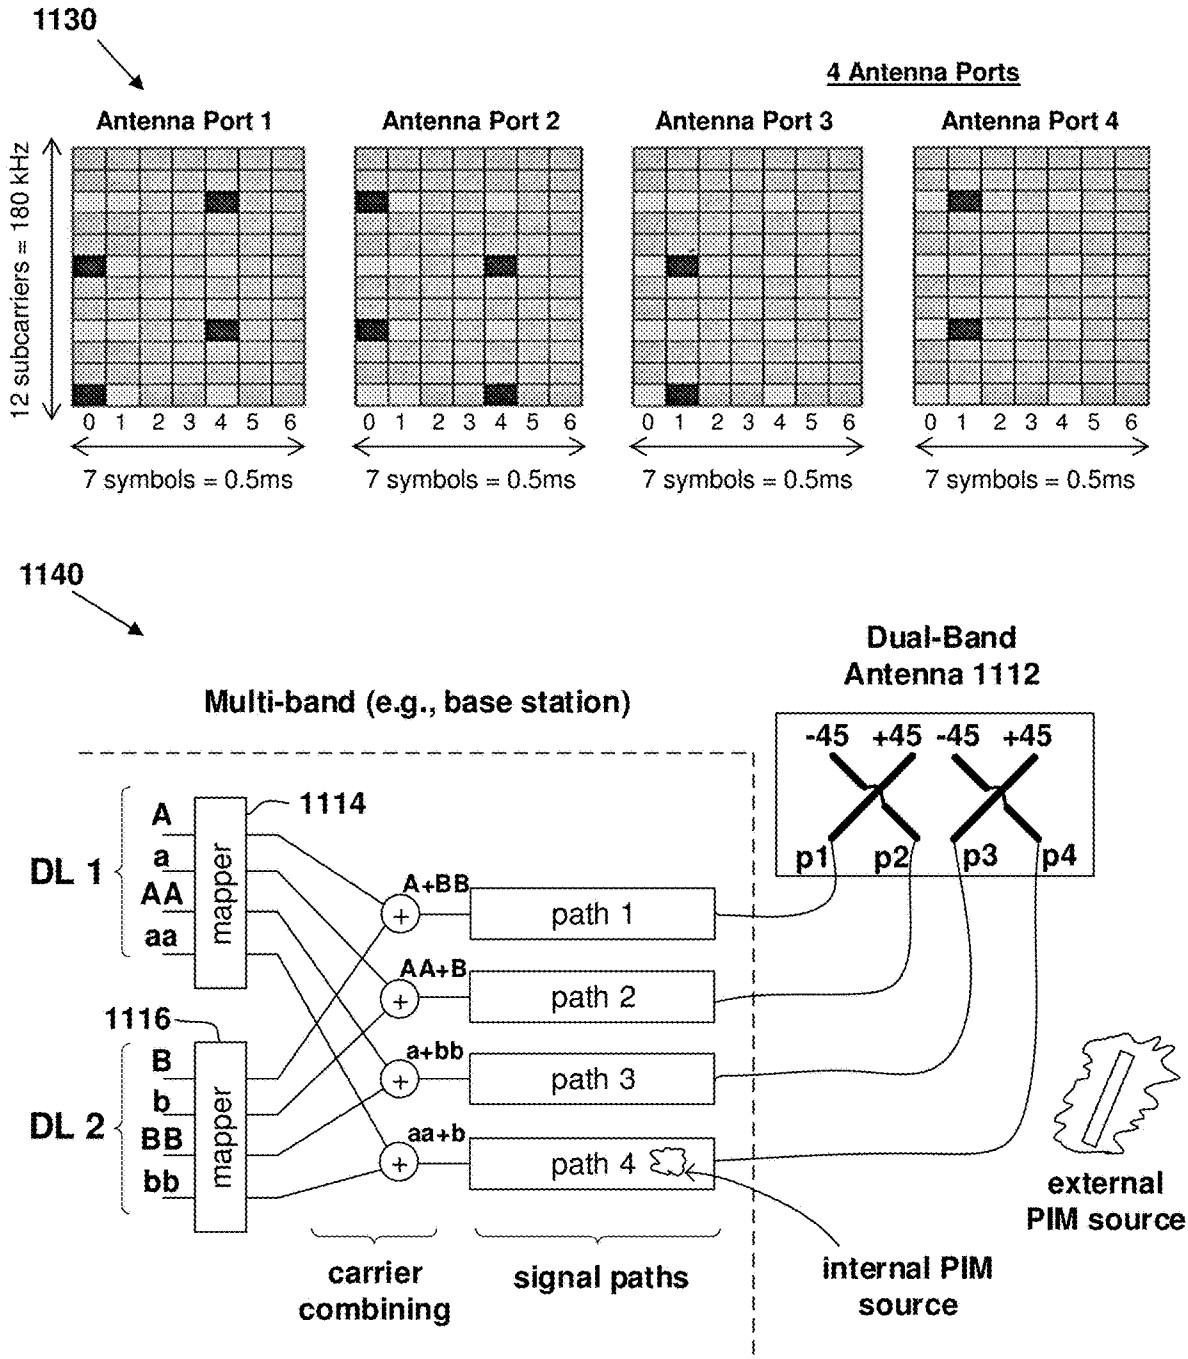 1130
4 Antenna Ports
Antenna Port 1
Antenna Port 2
Antenna Port 3
Antenna Port 4
12 subcarriers = 180 kHz
0 1 2 3 4 5 6
0 1 2 3 4 5 6
0 1 2 3 4 5 6
0 1 2 3 4 5 6
7 symbols = 0.5ms
7 symbols = 0.5ms
7 symbols = 0.5ms
7 symbols = 0.5ms
1140
Dual-Band
Antenna 1112
Multi-band (e.g., base station)
-45 +45 -45 +45
p1 p2 p3 p4
DL 1
A
a
AA
aa
mapper
1114
DL 2
B
b
BB
bb
mapper
1116
+
A+BB
path 1
+
AA+B
path 2
+
a+bb
path 3
+
aa+b
path 4
carrier
combining
signal paths
internal PIM
source
external
PIM source